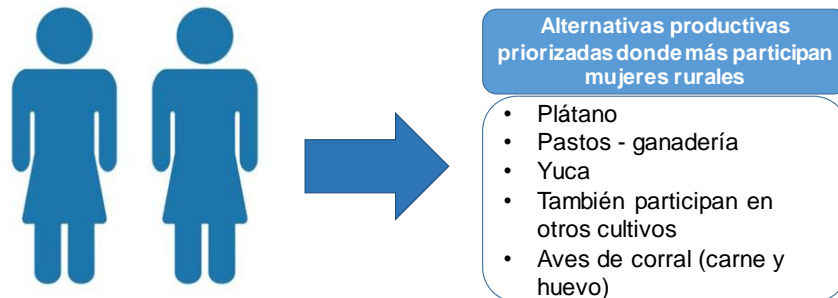 Alternativas productivas
priorizadas donde más participan
mujeres rurales
• Plátano
• Pastos - ganadería
• Yuca
• También participan en
otros cultivos
• Aves de corral (carne y
huevo)